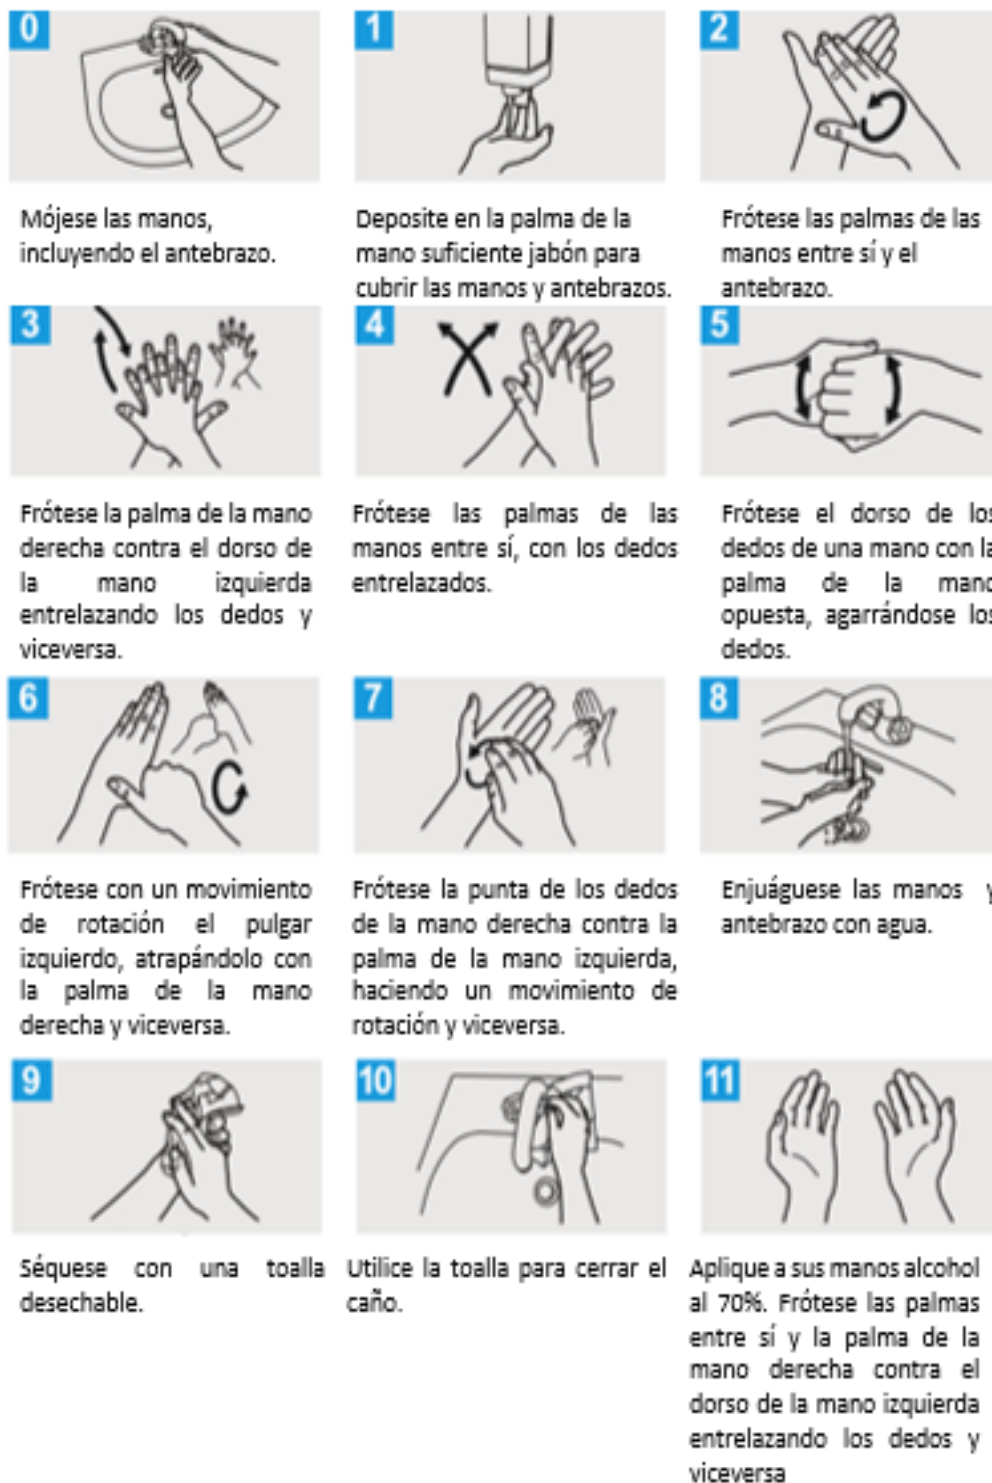 0
Mójese las manos,
incluyendo el antebrazo.
1
Deposite en la palma de la
mano suficiente jabón para
cubrir las manos y antebrazos.
2
Frótese las palmas de las
manos entre sí y el
antebrazo.
3
Frótese la palma de la mano
derecha contra el dorso de
la mano izquierda
entrelazando los dedos y
viceversa.
4
Frótese las palmas de las
manos entre sí, con los dedos
entrelazados.
5
Frótese el dorso de los
dedos de una mano con la
palma de la mano
opuesta, agarrándose los
dedos.
6
Frótese con un movimiento
de rotación el pulgar
izquierdo, atrapándolo con
la palma de la mano
derecha y viceversa.
7
Frótese la punta de los dedos
de la mano derecha contra la
palma de la mano izquierda,
haciendo un movimiento de
rotación y viceversa.
8
Enjuáguese las manos y
antebrazo con agua.
9
Séquese con una toalla
desechable.
10
Utilice la toalla para cerrar el
caño.
11
Aplique a sus manos alcohol
al 70%. Frótese las palmas
entre sí y la palma de la
mano derecha contra el
dorso de la mano izquierda
entrelazando los dedos y
viceversa